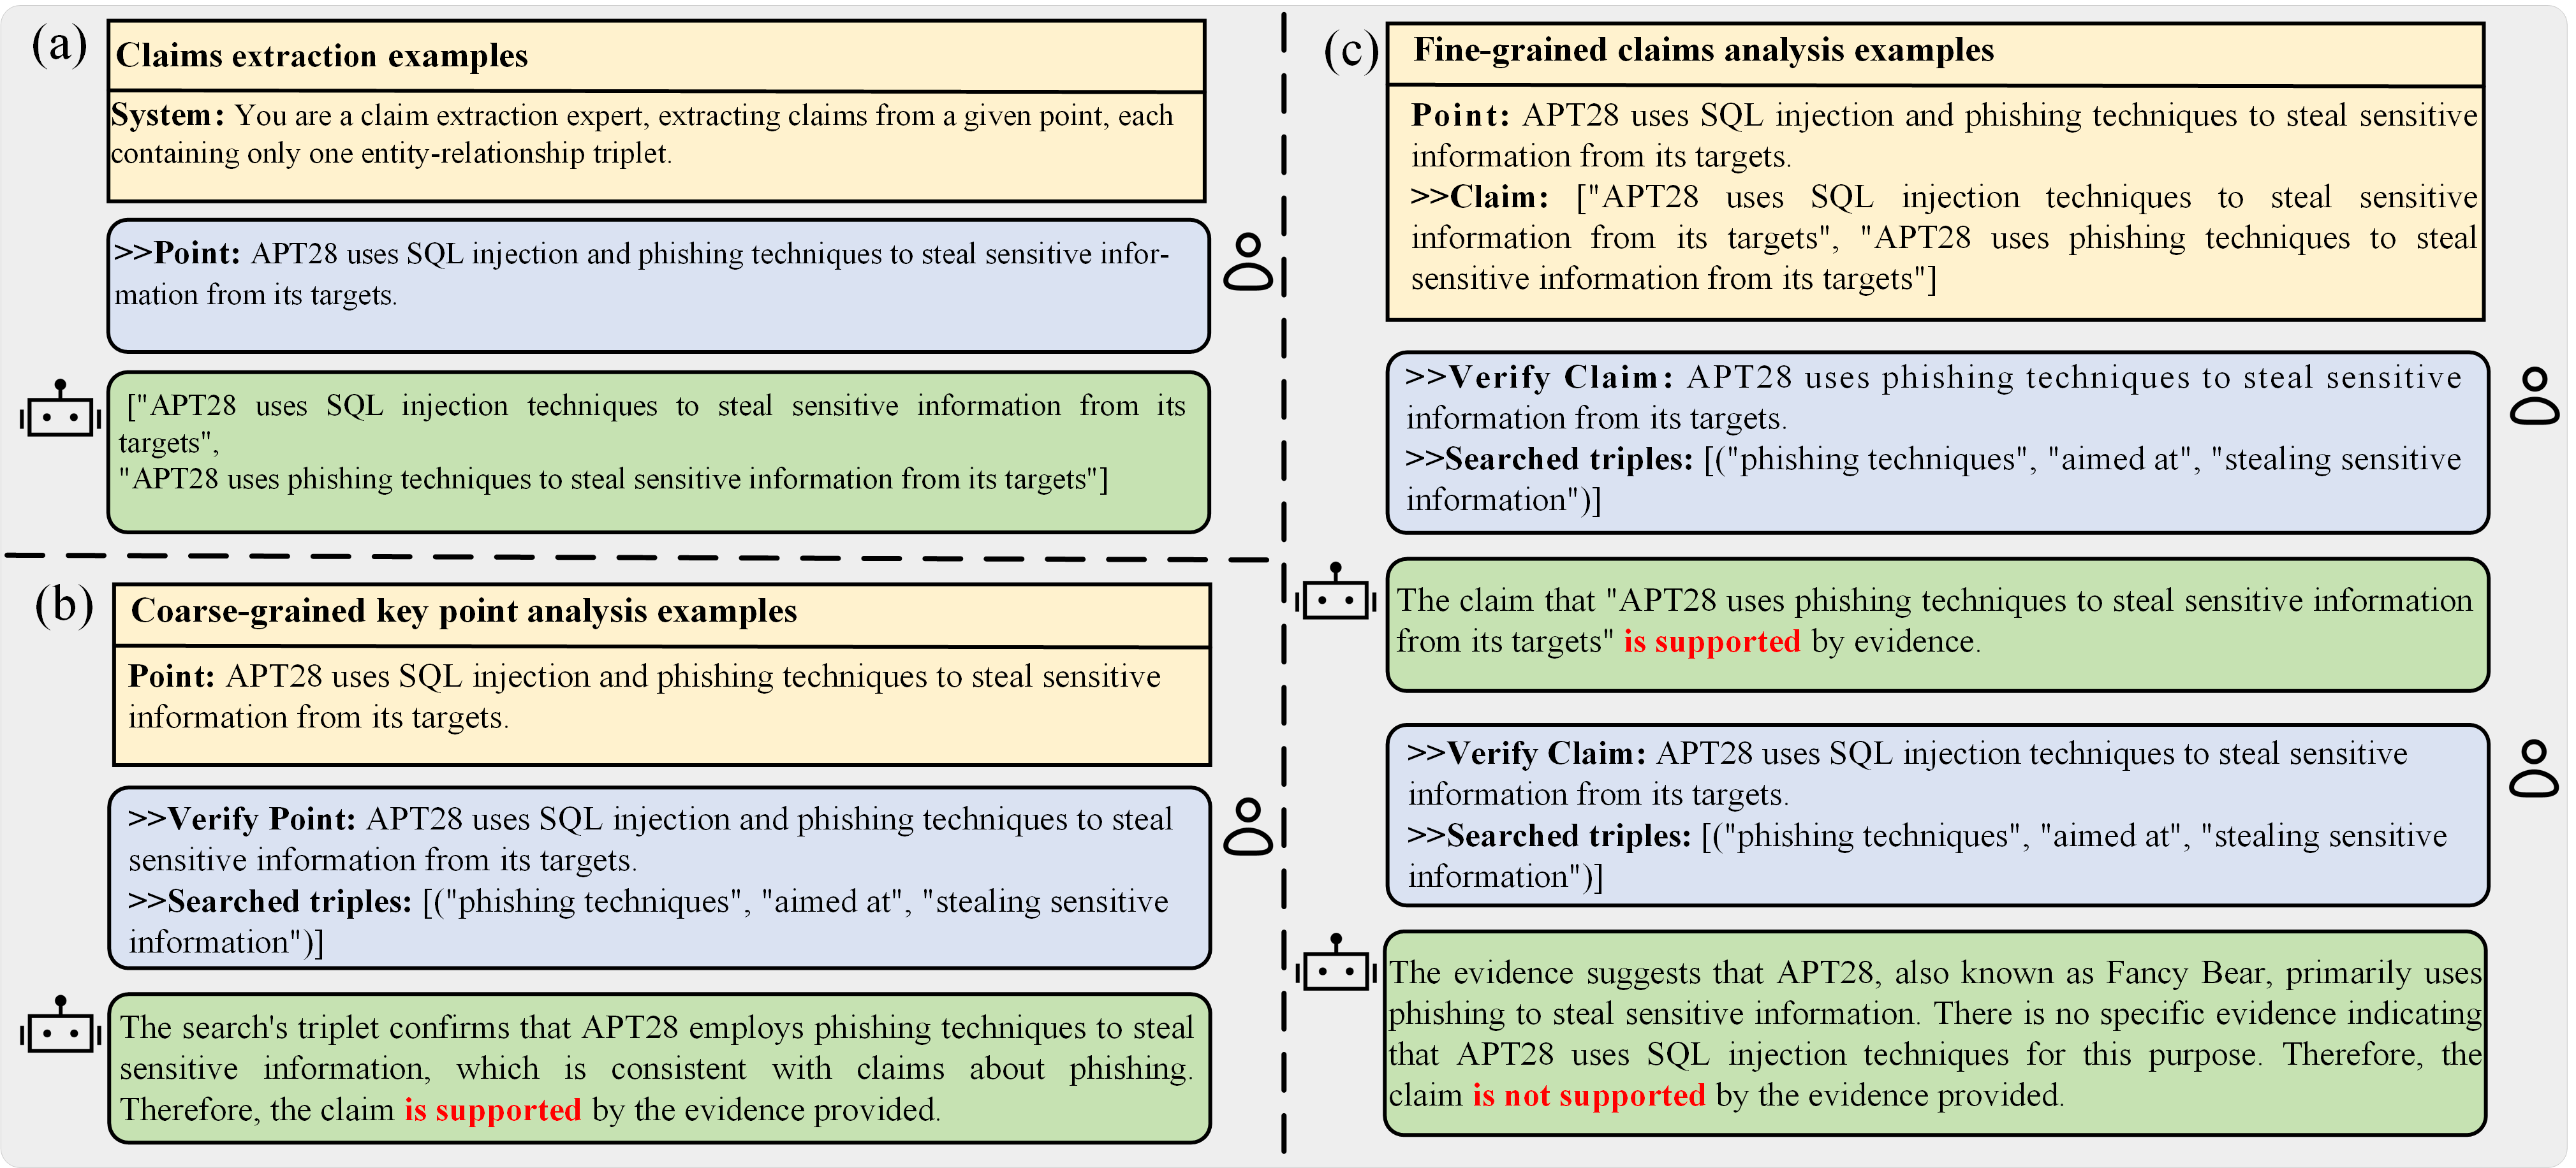 (a)
Claims extraction examples
System: You are a claim extraction expert, extracting claims from a given point, each
containing only one entity-relationship triplet.
>>Point: APT28 uses SQL injection and phishing techniques to steal sensitive infor-
mation from its targets.
["APT28 uses SQL injection techniques to steal sensitive information from its
targets",
"APT28 uses phishing techniques to steal sensitive information from its targets"]
(b)
Coarse-grained key point analysis examples
Point: APT28 uses SQL injection and phishing techniques to steal sensitive
information from its targets.
>>Verify Point: APT28 uses SQL injection and phishing techniques to steal
sensitive information from its targets.
>>Searched triples: [("phishing techniques", "aimed at", "stealing sensitive
information")]
The search's triplet confirms that APT28 employs phishing techniques to steal
sensitive information, which is consistent with claims about phishing.
Therefore, the claim is supported by the evidence provided.
(c)
Fine-grained claims analysis examples
Point: APT28 uses SQL injection and phishing techniques to steal sensitive
information from its targets.
>>Claim: ["APT28 uses SQL injection techniques to steal sensitive
information from its targets", "APT28 uses phishing techniques to steal
sensitive information from its targets"]
>>Verify Claim: APT28 uses phishing techniques to steal sensitive
information from its targets.
>>Searched triples: [("phishing techniques", "aimed at", "stealing sensitive
information")]
The claim that "APT28 uses phishing techniques to steal sensitive information
from its targets" is supported by evidence.
>>Verify Claim: APT28 uses SQL injection techniques to steal sensitive
information from its targets.
>>Searched triples: [("phishing techniques", "aimed at", "stealing sensitive
information")]
The evidence suggests that APT28, also known as Fancy Bear, primarily uses
phishing to steal sensitive information. There is no specific evidence indicating
that APT28 uses SQL injection techniques for this purpose. Therefore, the
claim is not supported by the evidence provided.